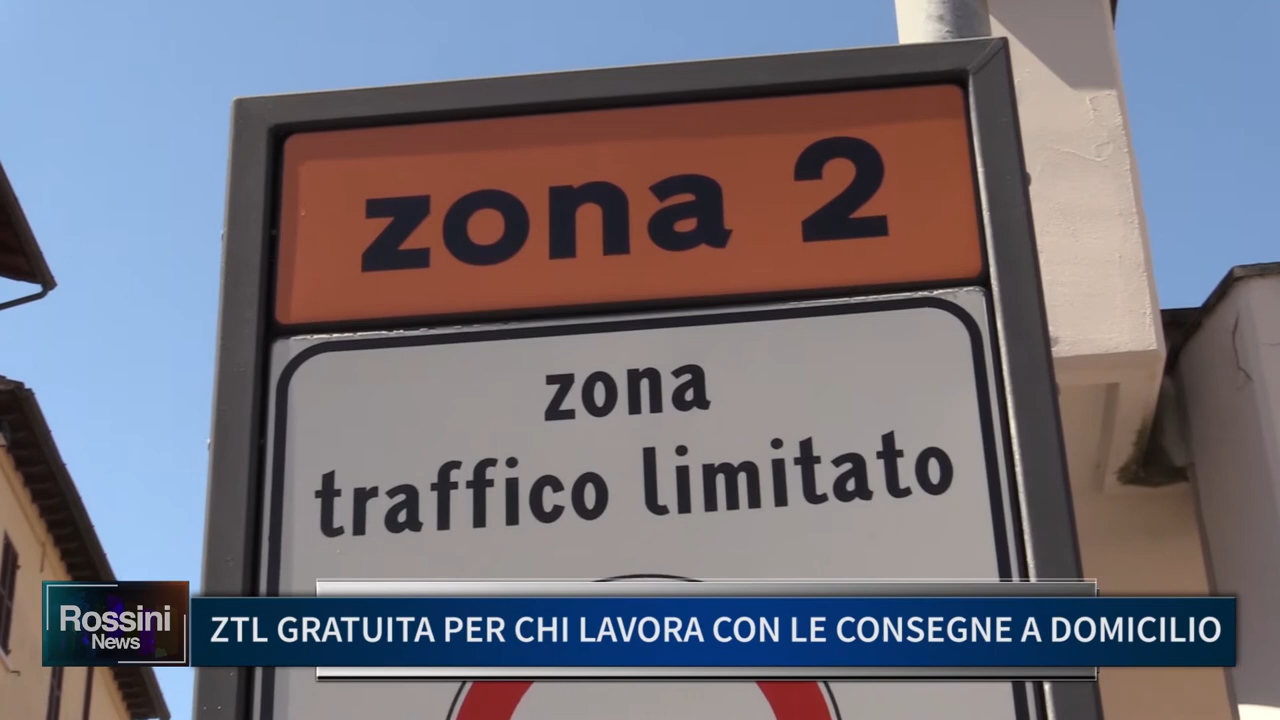 zona 2
zona
traffico limitato
Rossini
News
ZTL GRATUITA PER CHI LAVORA CON LE CONSEGNE A DOMICILIO